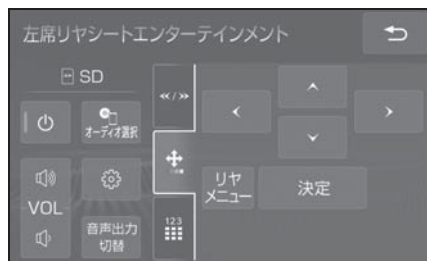 左席リヤシートエンターテインメント
SD
オーディオ選択
VOL
音声出力
切替
123
リヤ
メニュー
決定